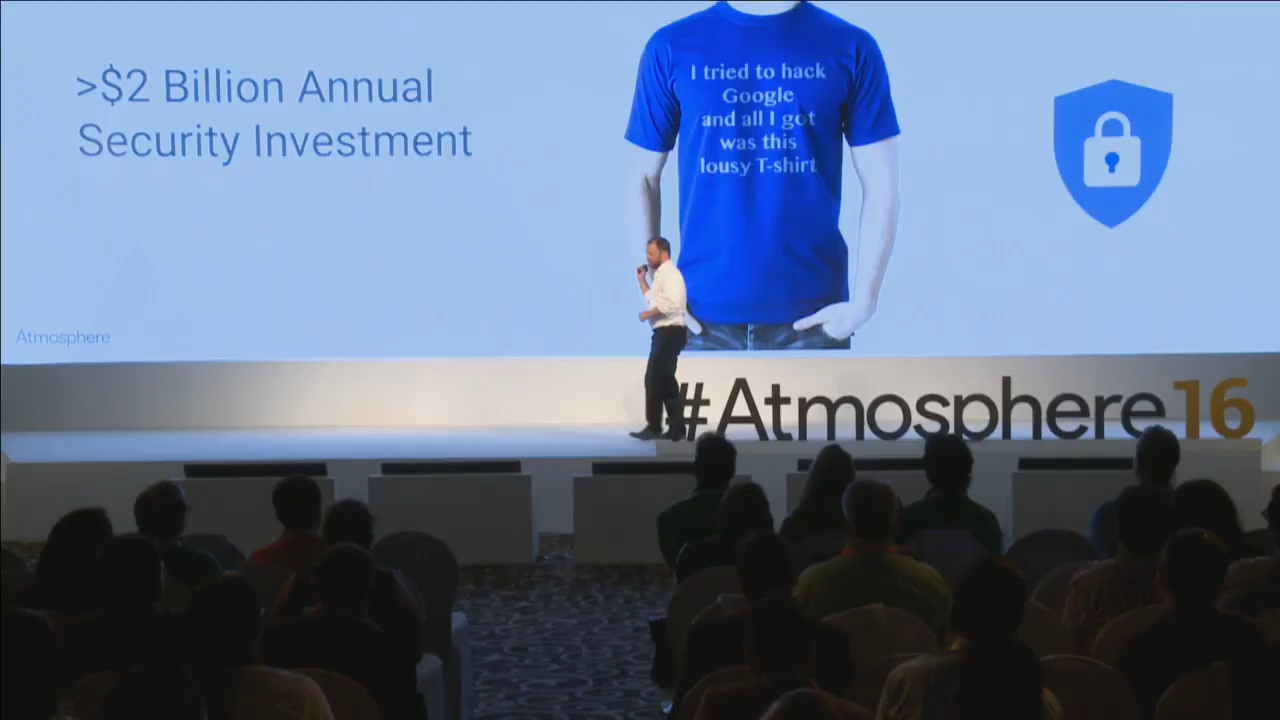 >$2 Billion Annual
Security Investment
I tried to hack
Google
and all I got
was this
lousy T-shirt
Atmosphere
#Atmosphere16